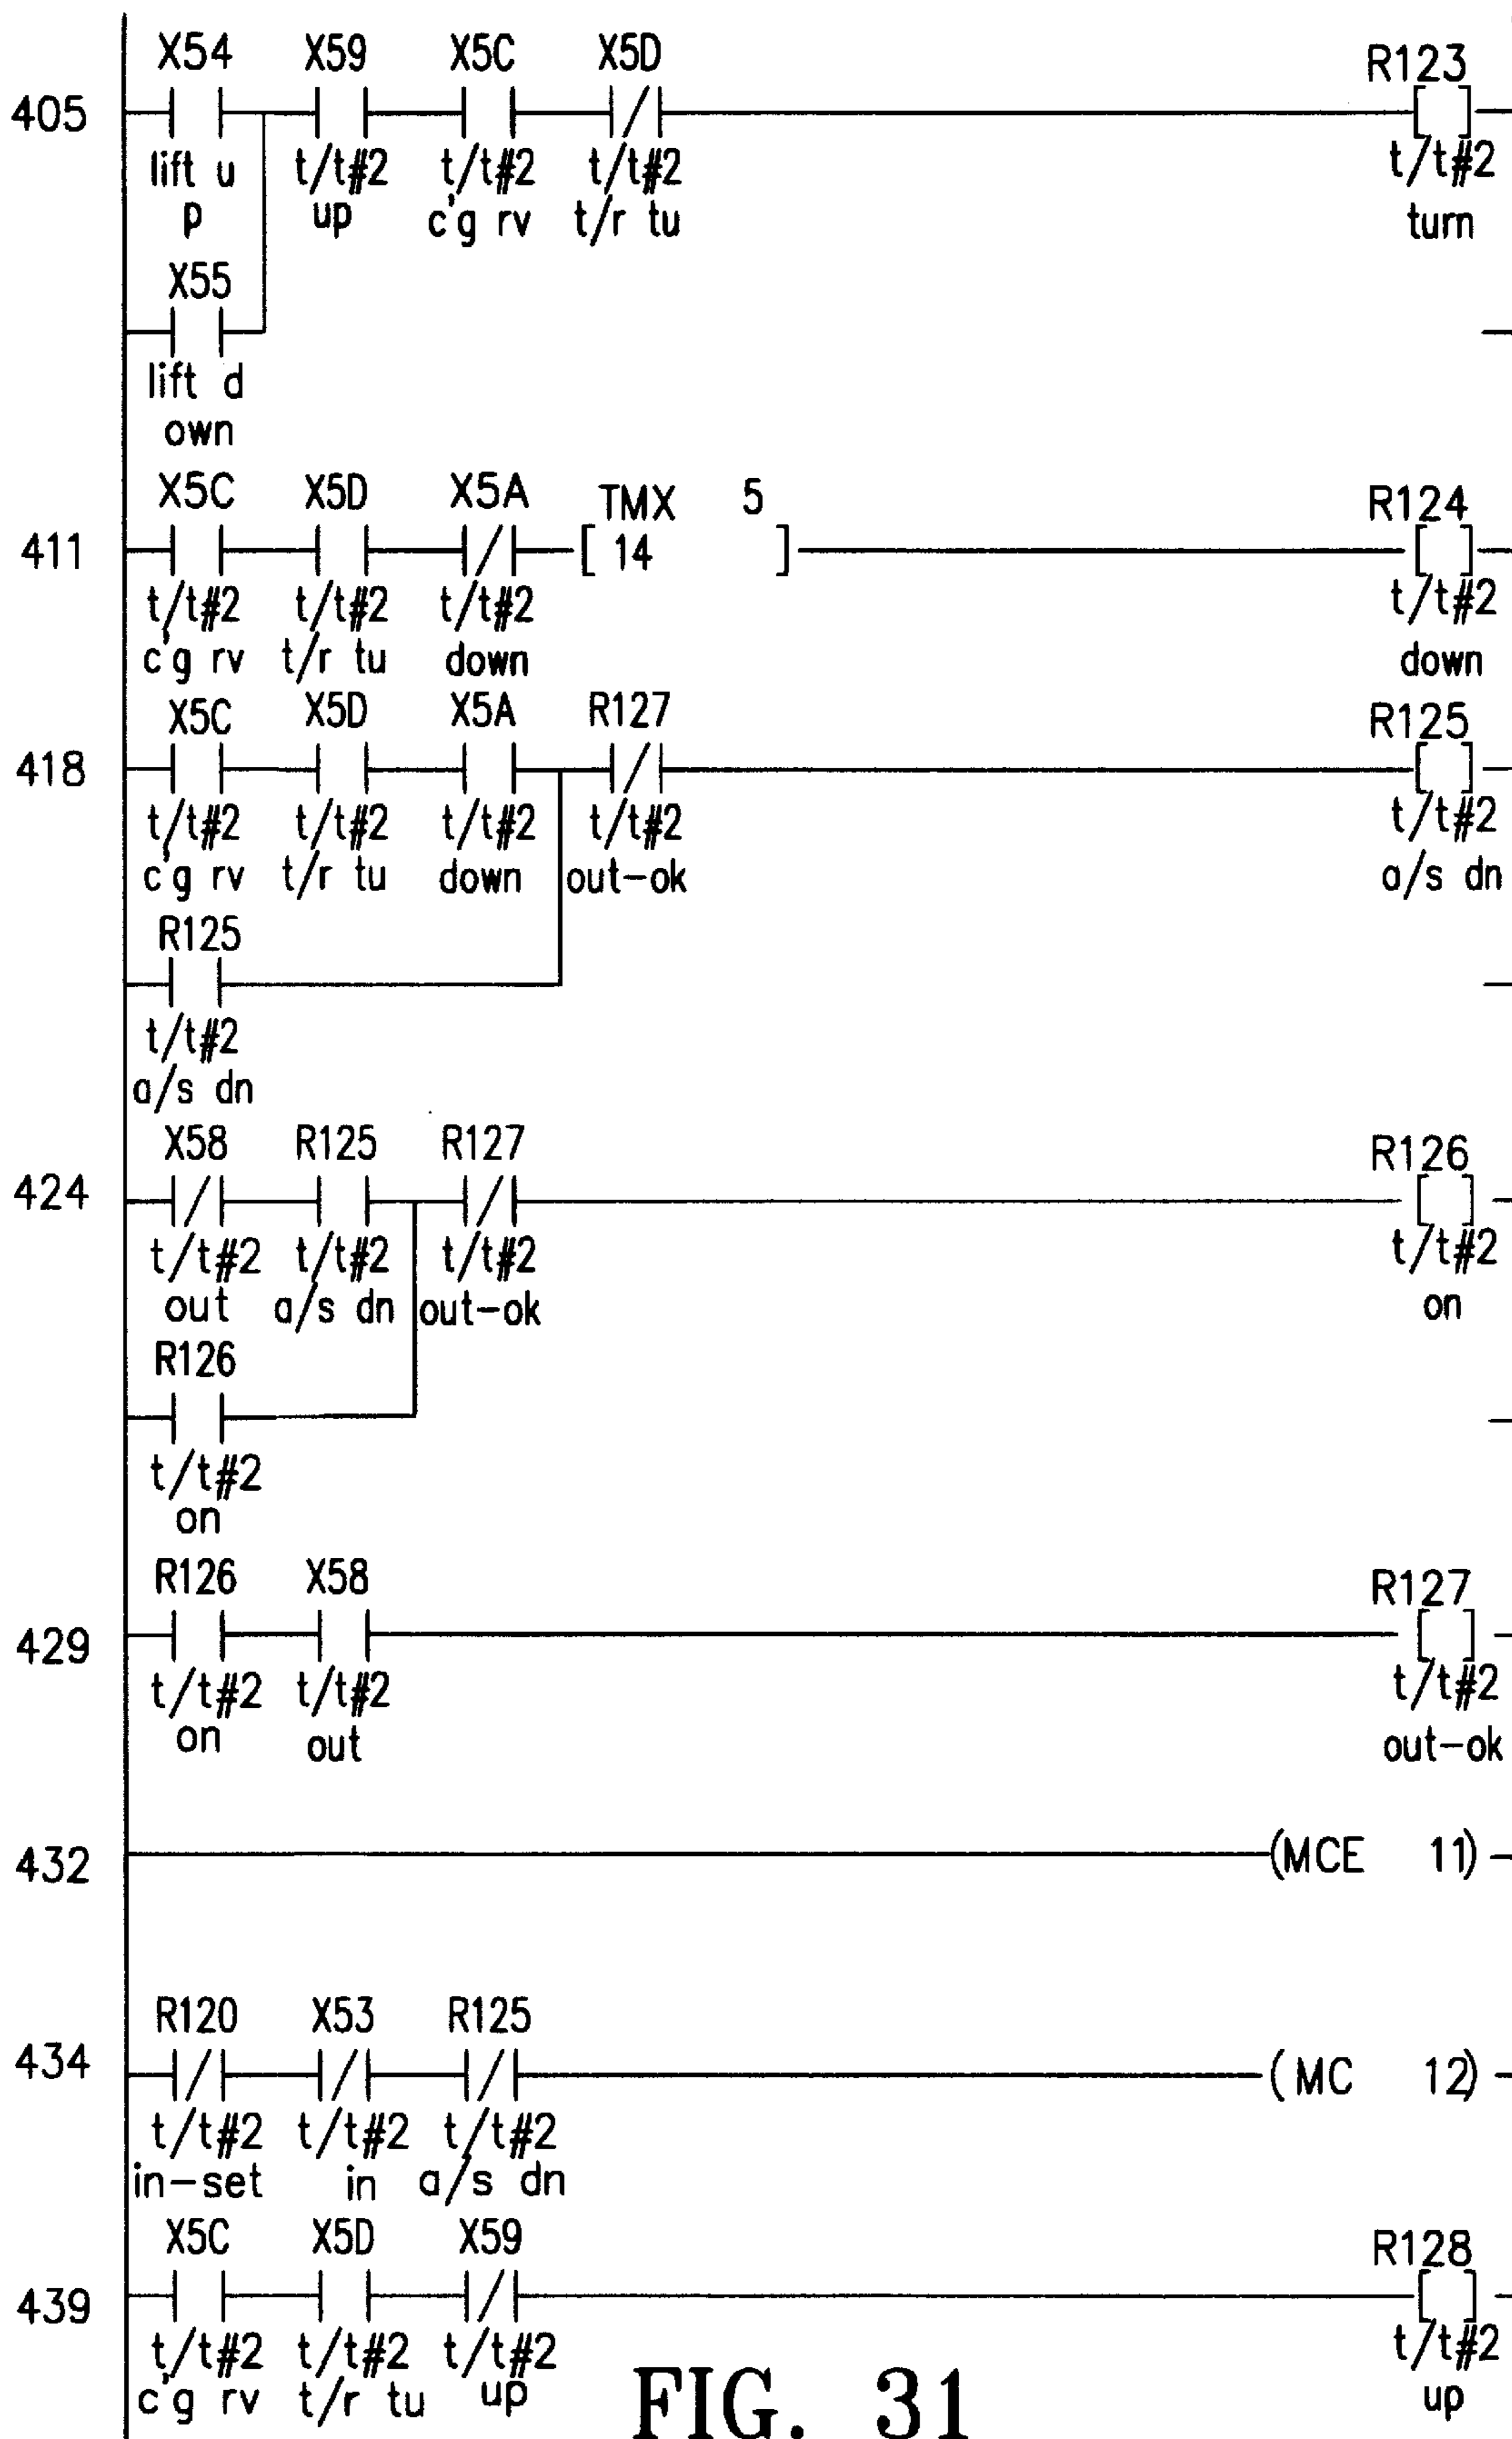 X54 X59 X5C X5D R123
405
lift u t/t#2 t/t#2 t/t#2 t/t#2
p up c'g rv t/r tu turn
X55
lift d
own
X5C X5D X5A TMX 5 R124
411 [ 14 ]
t/t#2 t/t#2 t/t#2 t/t#2
c'g rv t/r tu down down
X5C X5D X5A R127 R125
418
t/t#2 t/t#2 t/t#2 t/t#2 t/t#2
c'g rv t/r tu down out-ok a/s dn
R125
t/t#2
a/s dn
X58 R125 R127 R126
424
t/t#2 t/t#2 t/t#2 t/t#2
out a/s dn out-ok on
R126
t/t#2
on
R126 X58 R127
429
t/t#2 t/t#2 t/t#2
on out out-ok
432 (MCE 11)
R120 X53 R125
434 (MC 12)
t/t#2 t/t#2 t/t#2
in-set in a/s dn
X5C X5D X59 R128
439
t/t#2 t/t#2 t/t#2 t/t#2
c'g rv t/r tu up up
FIG. 31